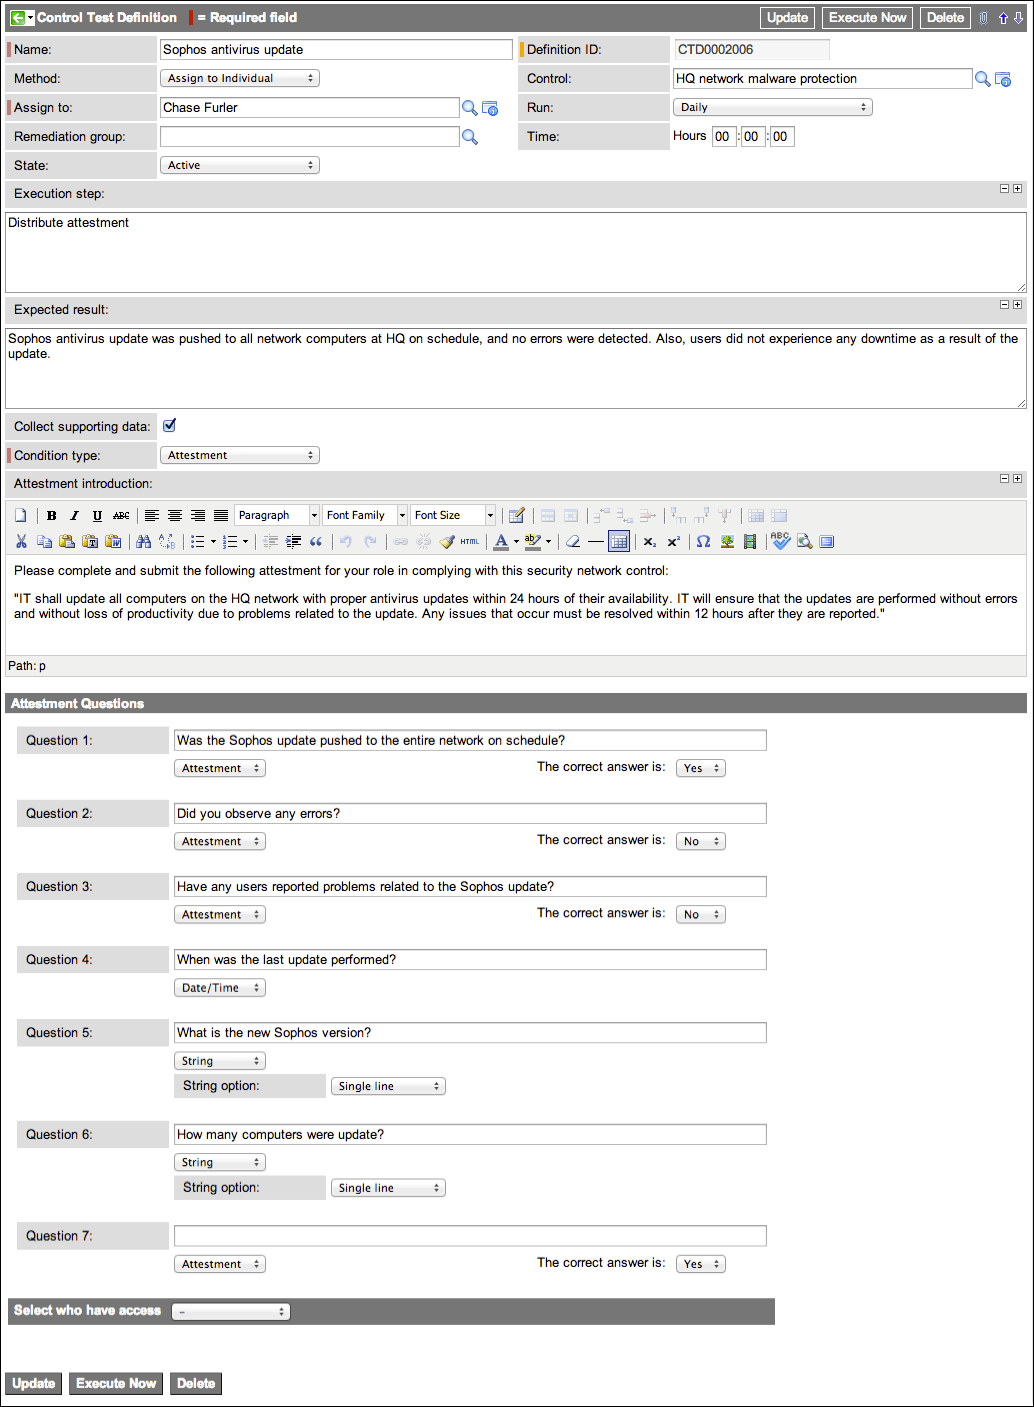 Control Test Definition = Required field Update Execute Now Delete
Name: Sophos antivirus update Definition ID: CTD0002006
Method: Assign to Individual Control: HQ network malware protection
Assign to: Chase Furler Run: Daily
Remediation group: Time: Hours 00 : 00 : 00
State: Active
Execution step:
Distribute attestment
Expected result:
Sophos antivirus update was pushed to all network computers at HQ on schedule, and no errors were detected. Also, users did not experience any downtime as a result of the
update.
Collect supporting data:
Condition type: Attestment
Attestment introduction:
B I U ABC Paragraph Font Family Font Size
HTML A ab x₂ x² Ω ABC
Please complete and submit the following attestment for your role in complying with this security network control:
"IT shall update all computers on the HQ network with proper antivirus updates within 24 hours of their availability. IT will ensure that the updates are performed without errors
and without loss of productivity due to problems related to the update. Any issues that occur must be resolved within 12 hours after they are reported."
Path: p
Attestment Questions
Question 1: Was the Sophos update pushed to the entire network on schedule?
Attestment The correct answer is: Yes
Question 2: Did you observe any errors?
Attestment The correct answer is: No
Question 3: Have any users reported problems related to the Sophos update?
Attestment The correct answer is: No
Question 4: When was the last update performed?
Date/Time
Question 5: What is the new Sophos version?
String
String option: Single line
Question 6: How many computers were update?
String
String option: Single line
Question 7:
Attestment The correct answer is: Yes
Select who have access –
Update Execute Now Delete